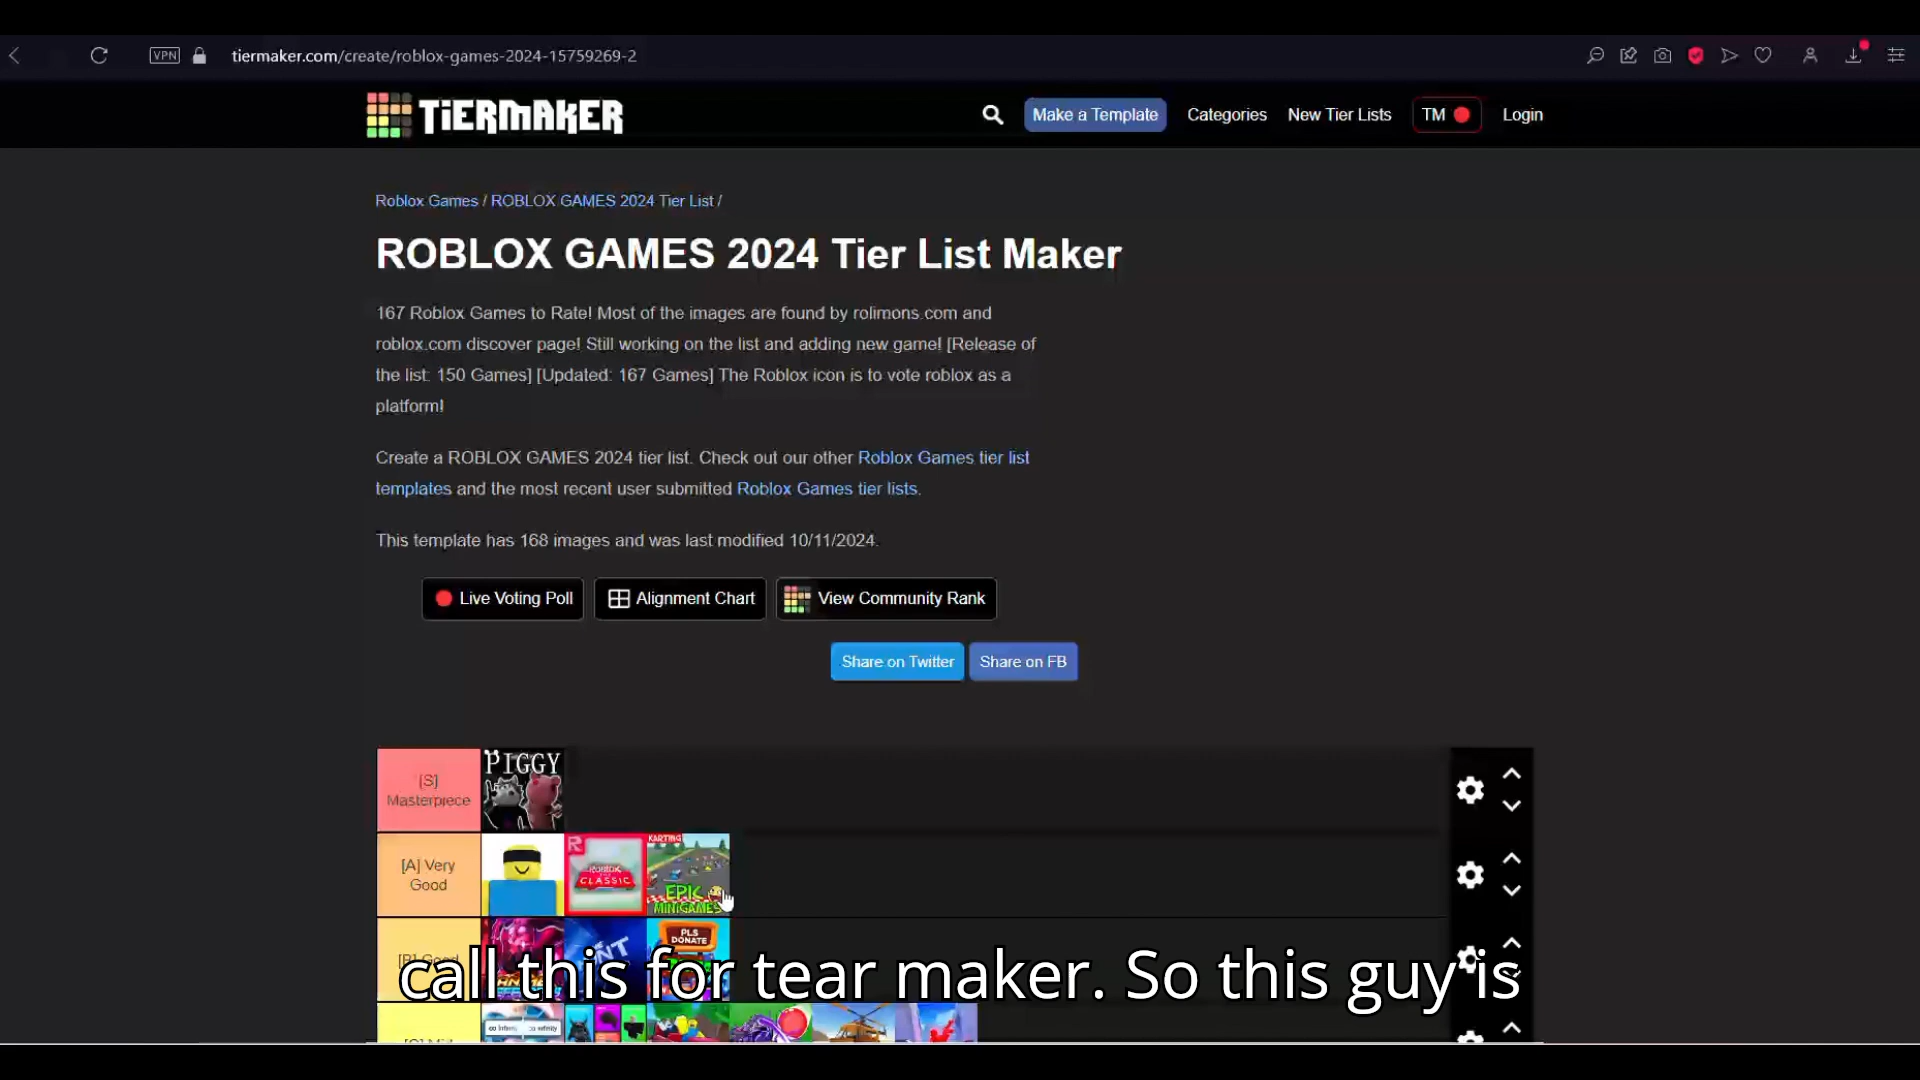 VPN tiermaker.com/create/roblox-games-2024-15759269-2
TiERMAKER Make a Template Categories New Tier Lists TM Login
Roblox Games / ROBLOX GAMES 2024 Tier List /
ROBLOX GAMES 2024 Tier List Maker
167 Roblox Games to Rate! Most of the images are found by rolimons.com and
roblox.com discover page! Still working on the list and adding new game! [Release of
the list: 150 Games] [Updated: 167 Games] The Roblox icon is to vote roblox as a
platform!
Create a ROBLOX GAMES 2024 tier list. Check out our other Roblox Games tier list
templates and the most recent user submitted Roblox Games tier lists.
This template has 168 images and was last modified 10/11/2024.
Live Voting Poll Alignment Chart View Community Rank
Share on Twitter Share on FB
[S]
Masterpiece
PIGGY
[A] Very
Good
CLASSIC
KARTING
EPIC
MINIGAMES
PLS
DONATE
call this for tear maker. So this guy is